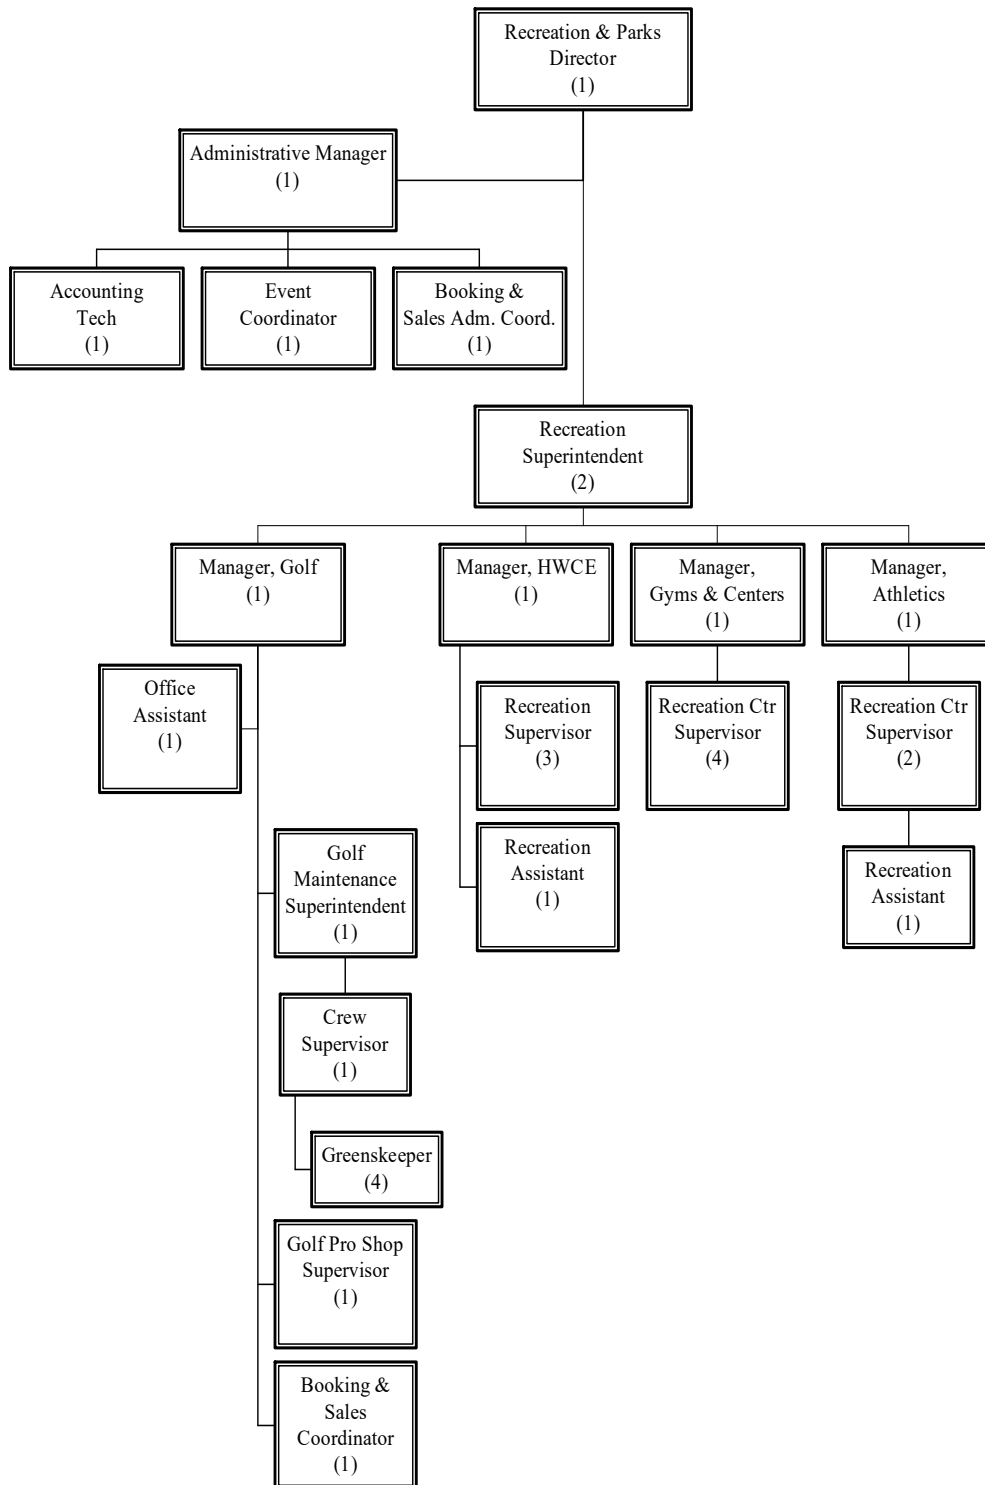 Recreation & Parks
Director
(1)
Administrative Manager
(1)
Accounting
Tech
(1)
Event
Coordinator
(1)
Booking &
Sales Adm. Coord.
(1)
Recreation
Superintendent
(2)
Manager, Golf
(1)
Manager, HWCE
(1)
Manager,
Gyms & Centers
(1)
Manager,
Athletics
(1)
Office
Assistant
(1)
Recreation
Supervisor
(3)
Recreation Ctr
Supervisor
(4)
Recreation Ctr
Supervisor
(2)
Golf
Maintenance
Superintendent
(1)
Recreation
Assistant
(1)
Recreation
Assistant
(1)
Crew
Supervisor
(1)
Greenskeeper
(4)
Golf Pro Shop
Supervisor
(1)
Booking &
Sales
Coordinator
(1)